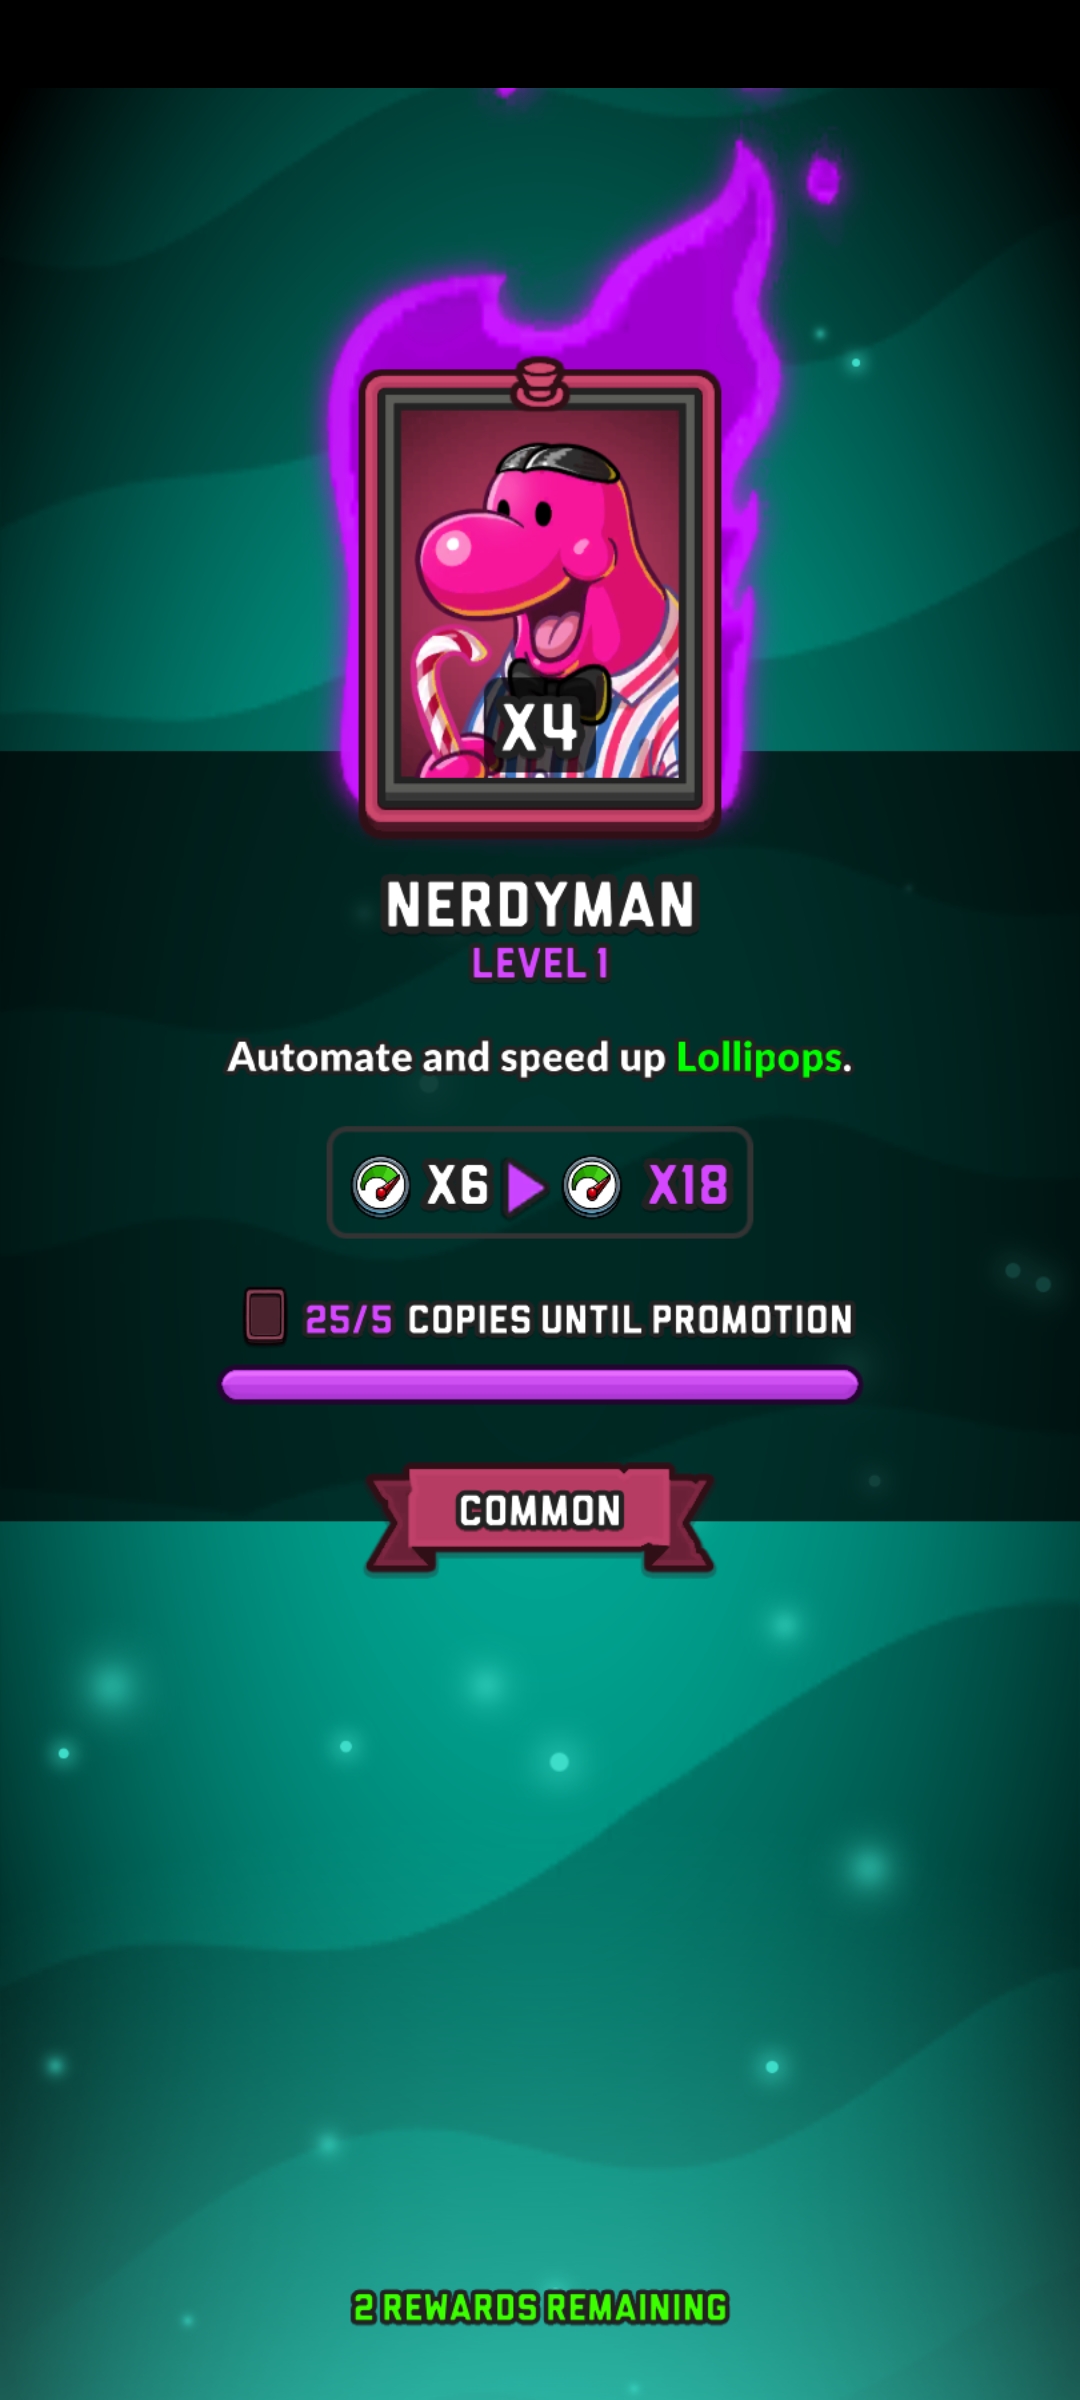 X4
NERDYMAN
LEVEL 1
Automate and speed up Lollipops.
X6 X18
25/5 COPIES UNTIL PROMOTION
COMMON
2 REWARDS REMAINING